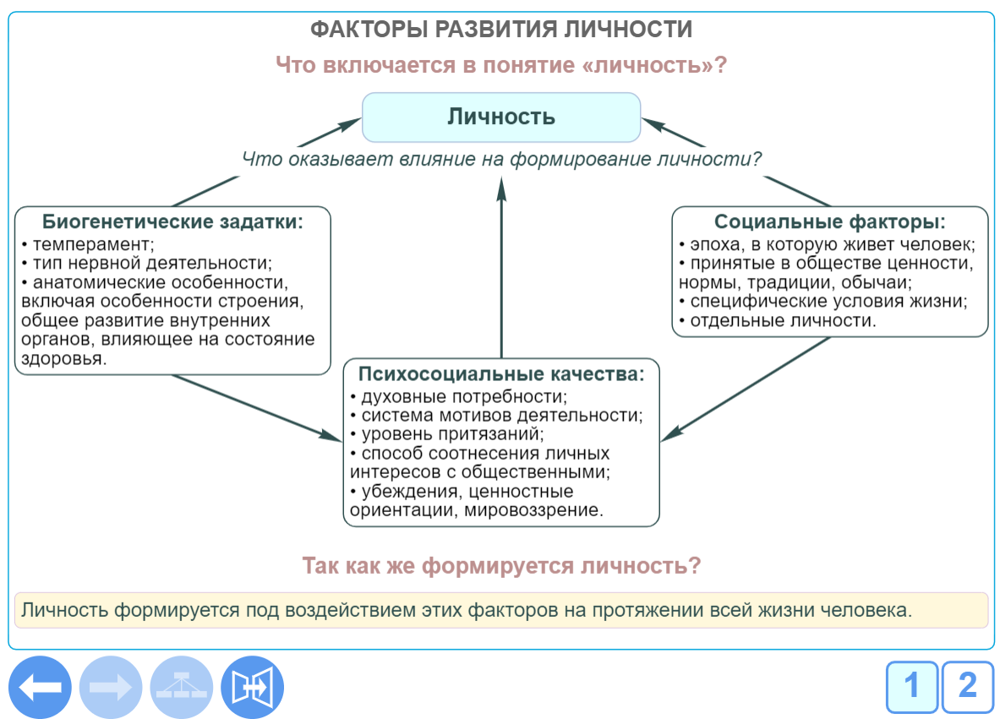 ФАКТОРЫ РАЗВИТИЯ ЛИЧНОСТИ
Что включается в понятие «личность»?
Личность
Что оказывает влияние на формирование личности?
Биогенетические задатки:
• темперамент;
• тип нервной деятельности;
• анатомические особенности,
включая особенности строения,
общее развитие внутренних
органов, влияющее на состояние
здоровья.
Социальные факторы:
• эпоха, в которую живет человек;
• принятые в обществе ценности,
нормы, традиции, обычаи;
• специфические условия жизни;
• отдельные личности.
Психосоциальные качества:
• духовные потребности;
• система мотивов деятельности;
• уровень притязаний;
• способ соотнесения личных
интересов с общественными;
• убеждения, ценностные
ориентации, мировоззрение.
Так как же формируется личность?
Личность формируется под воздействием этих факторов на протяжении всей жизни человека.
1 2